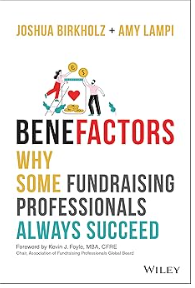 JOSHUA BIRKHOLZ + AMY LAMPI
BENEFACTORS
WHY
SOME FUNDRAISING
PROFESSIONALS
ALWAYS SUCCEED
Foreword by Kevin J. Foyle, MBA, CFRE
Chair, Association of Fundraising Professionals Global Board
WILEY